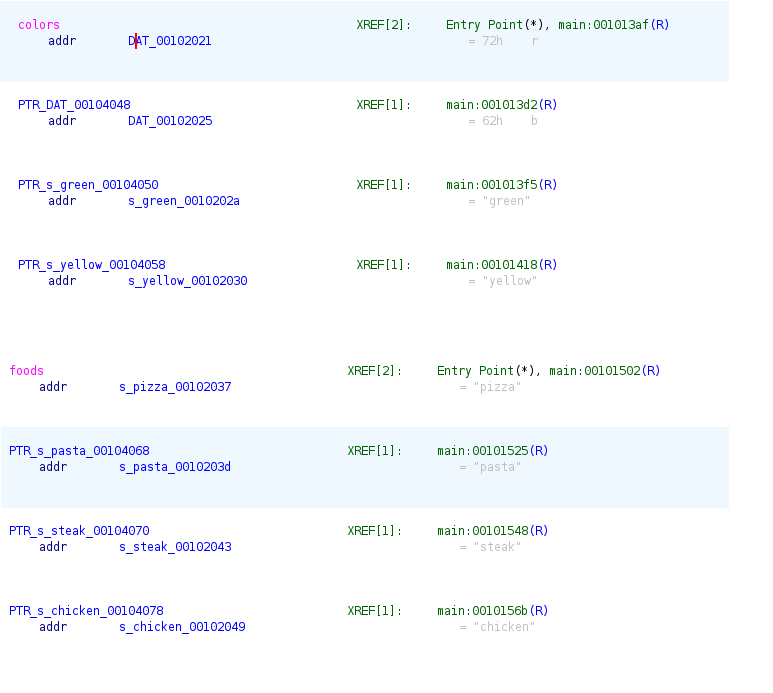 colors XREF[2]: Entry Point(*), main:001013af(R)
addr DAT_00102021 = 72h r
PTR_DAT_00104048 XREF[1]: main:001013d2(R)
addr DAT_00102025 = 62h b
PTR_s_green_00104050 XREF[1]: main:001013f5(R)
addr s_green_0010202a = "green"
PTR_s_yellow_00104058 XREF[1]: main:00101418(R)
addr s_yellow_00102030 = "yellow"
foods XREF[2]: Entry Point(*), main:00101502(R)
addr s_pizza_00102037 = "pizza"
PTR_s_pasta_00104068 XREF[1]: main:00101525(R)
addr s_pasta_0010203d = "pasta"
PTR_s_steak_00104070 XREF[1]: main:00101548(R)
addr s_steak_00102043 = "steak"
PTR_s_chicken_00104078 XREF[1]: main:0010156b(R)
addr s_chicken_00102049 = "chicken"